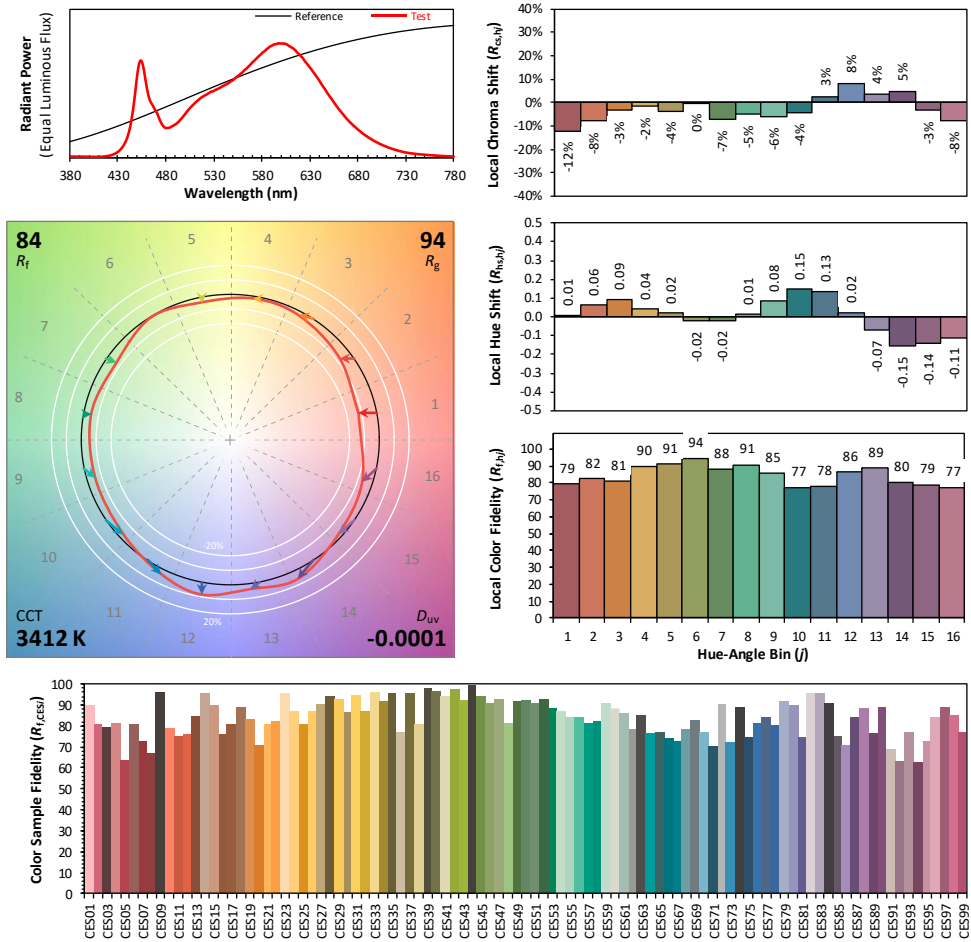 Radiant Power
(Equal Luminous Flux)
Reference
Test
380
430
480
530
580
630
680
730
780
Wavelength (nm)
Local Chroma Shift (Rcs,hj)
40%
30%
20%
10%
0%
-10%
-20%
-30%
-40%
-12%
-8%
-3%
-2%
-4%
0%
-7%
-5%
-6%
-4%
3%
8%
4%
5%
-3%
-8%
84
Rf
94
Rg
5
4
6
3
7
2
8
1
9
16
10
15
11
14
12
13
-20%
20%
CCT
3412 K
Duv
-0.0001
Local Hue Shift (Rhs,hj)
0.5
0.4
0.3
0.2
0.1
0.0
-0.1
-0.2
-0.3
-0.4
-0.5
0.01
0.06
0.09
0.04
0.02
-0.02
-0.02
0.01
0.08
0.15
0.13
0.02
-0.07
-0.15
-0.14
-0.11
Local Color Fidelity (Rf,hj)
100
90
80
70
60
50
40
30
20
10
0
79
82
81
90
91
94
88
91
85
77
78
86
89
80
79
77
1 2 3 4 5 6 7 8 9 10 11 12 13 14 15 16
Hue-Angle Bin (j)
Color Sample Fidelity (Rf,CESi)
100
90
80
70
60
50
40
30
20
10
0
CES01
CES03
CES05
CES07
CES09
CES11
CES13
CES15
CES17
CES19
CES21
CES23
CES25
CES27
CES29
CES31
CES33
CES35
CES37
CES39
CES41
CES43
CES45
CES47
CES49
CES51
CES53
CES55
CES57
CES59
CES61
CES63
CES65
CES67
CES69
CES71
CES73
CES75
CES77
CES79
CES81
CES83
CES85
CES87
CES89
CES91
CES93
CES95
CES97
CES99